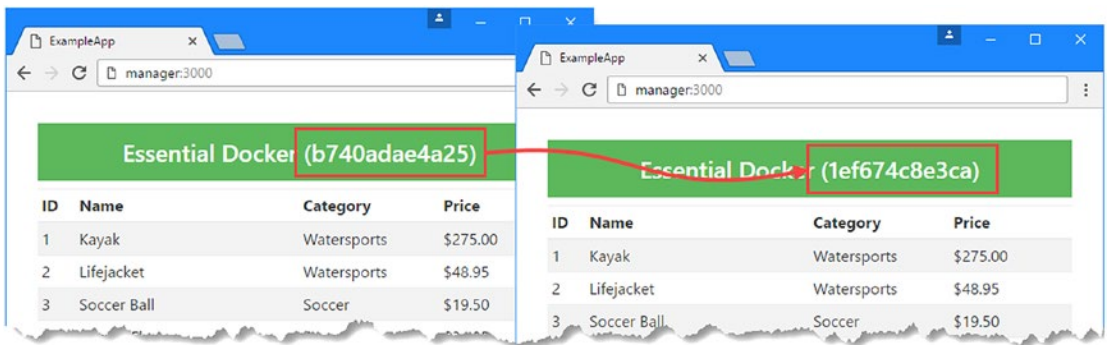 ExampleApp
manager:3000
Essential Docker (b740adae4a25)
ID Name Category Price
1 Kayak Watersports $275.00
2 Lifejacket Watersports $48.95
3 Soccer Ball Soccer $19.50
ExampleApp
manager:3000
Essential Docker (1ef674c8e3ca)
ID Name Category Price
1 Kayak Watersports $275.00
2 Lifejacket Watersports $48.95
3 Soccer Ball Soccer $19.50